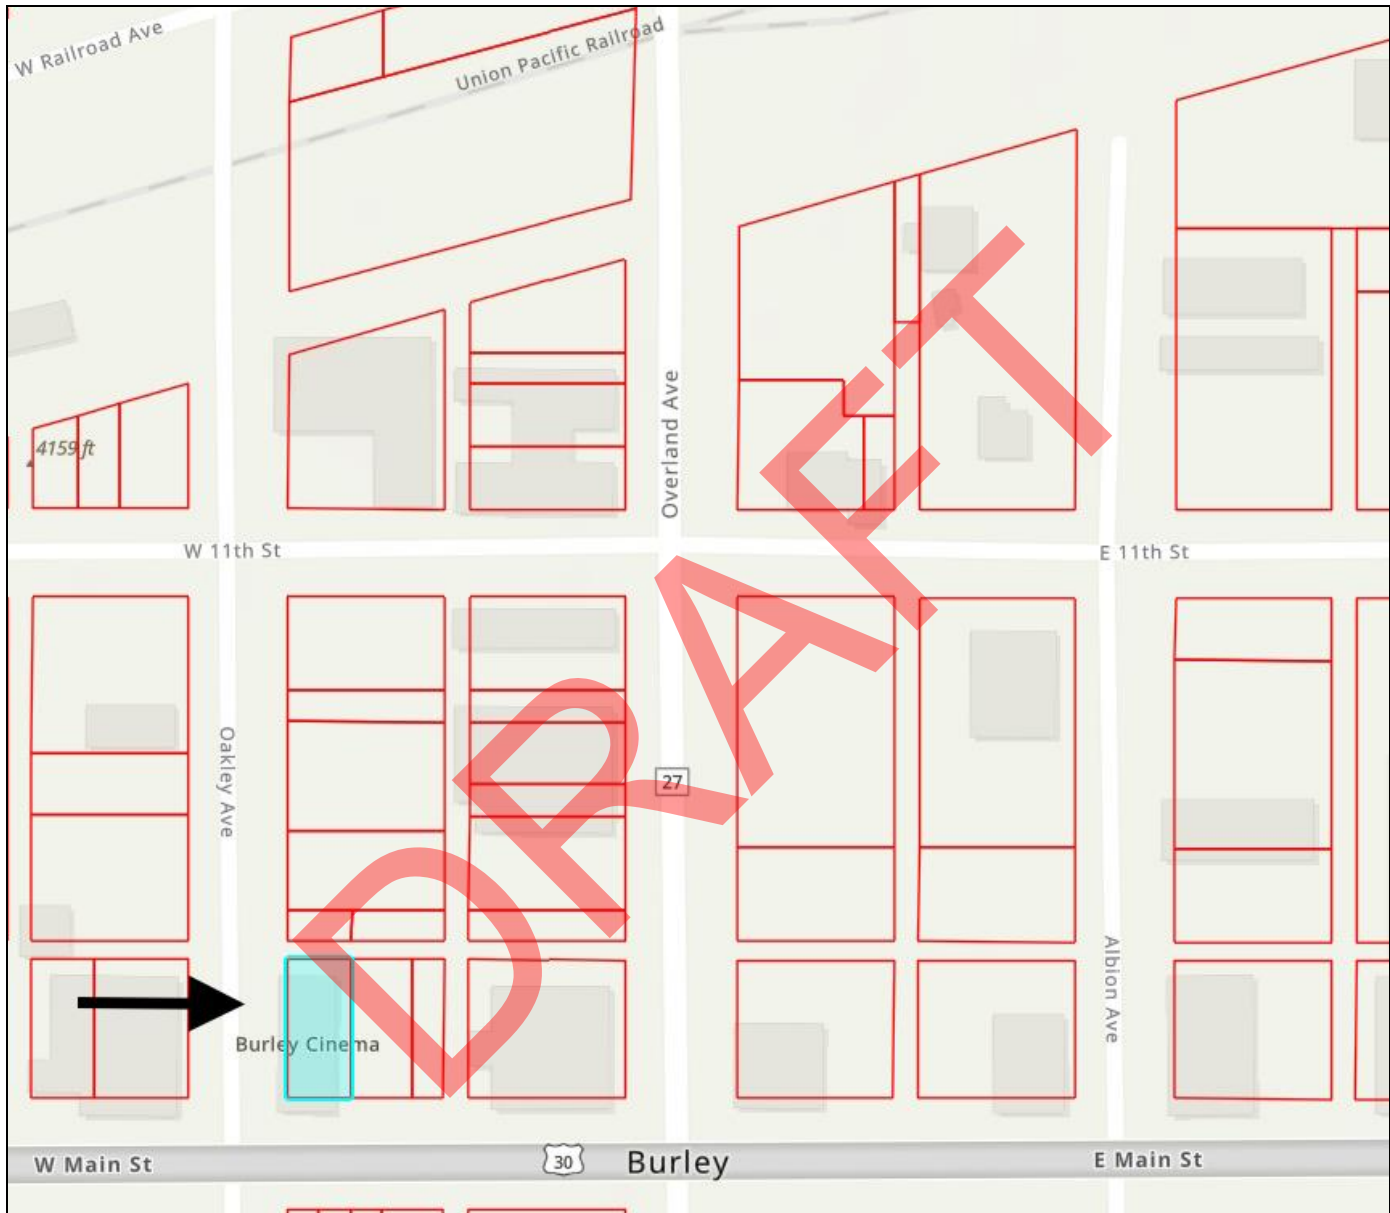 W Railroad Ave
Union Pacific Railroad
4159 ft
Overland Ave
W 11th St
E 11th St
Oakley Ave
27
DRAFT
Albion Ave
Burley Cinema
W Main St
30
Burley
E Main St